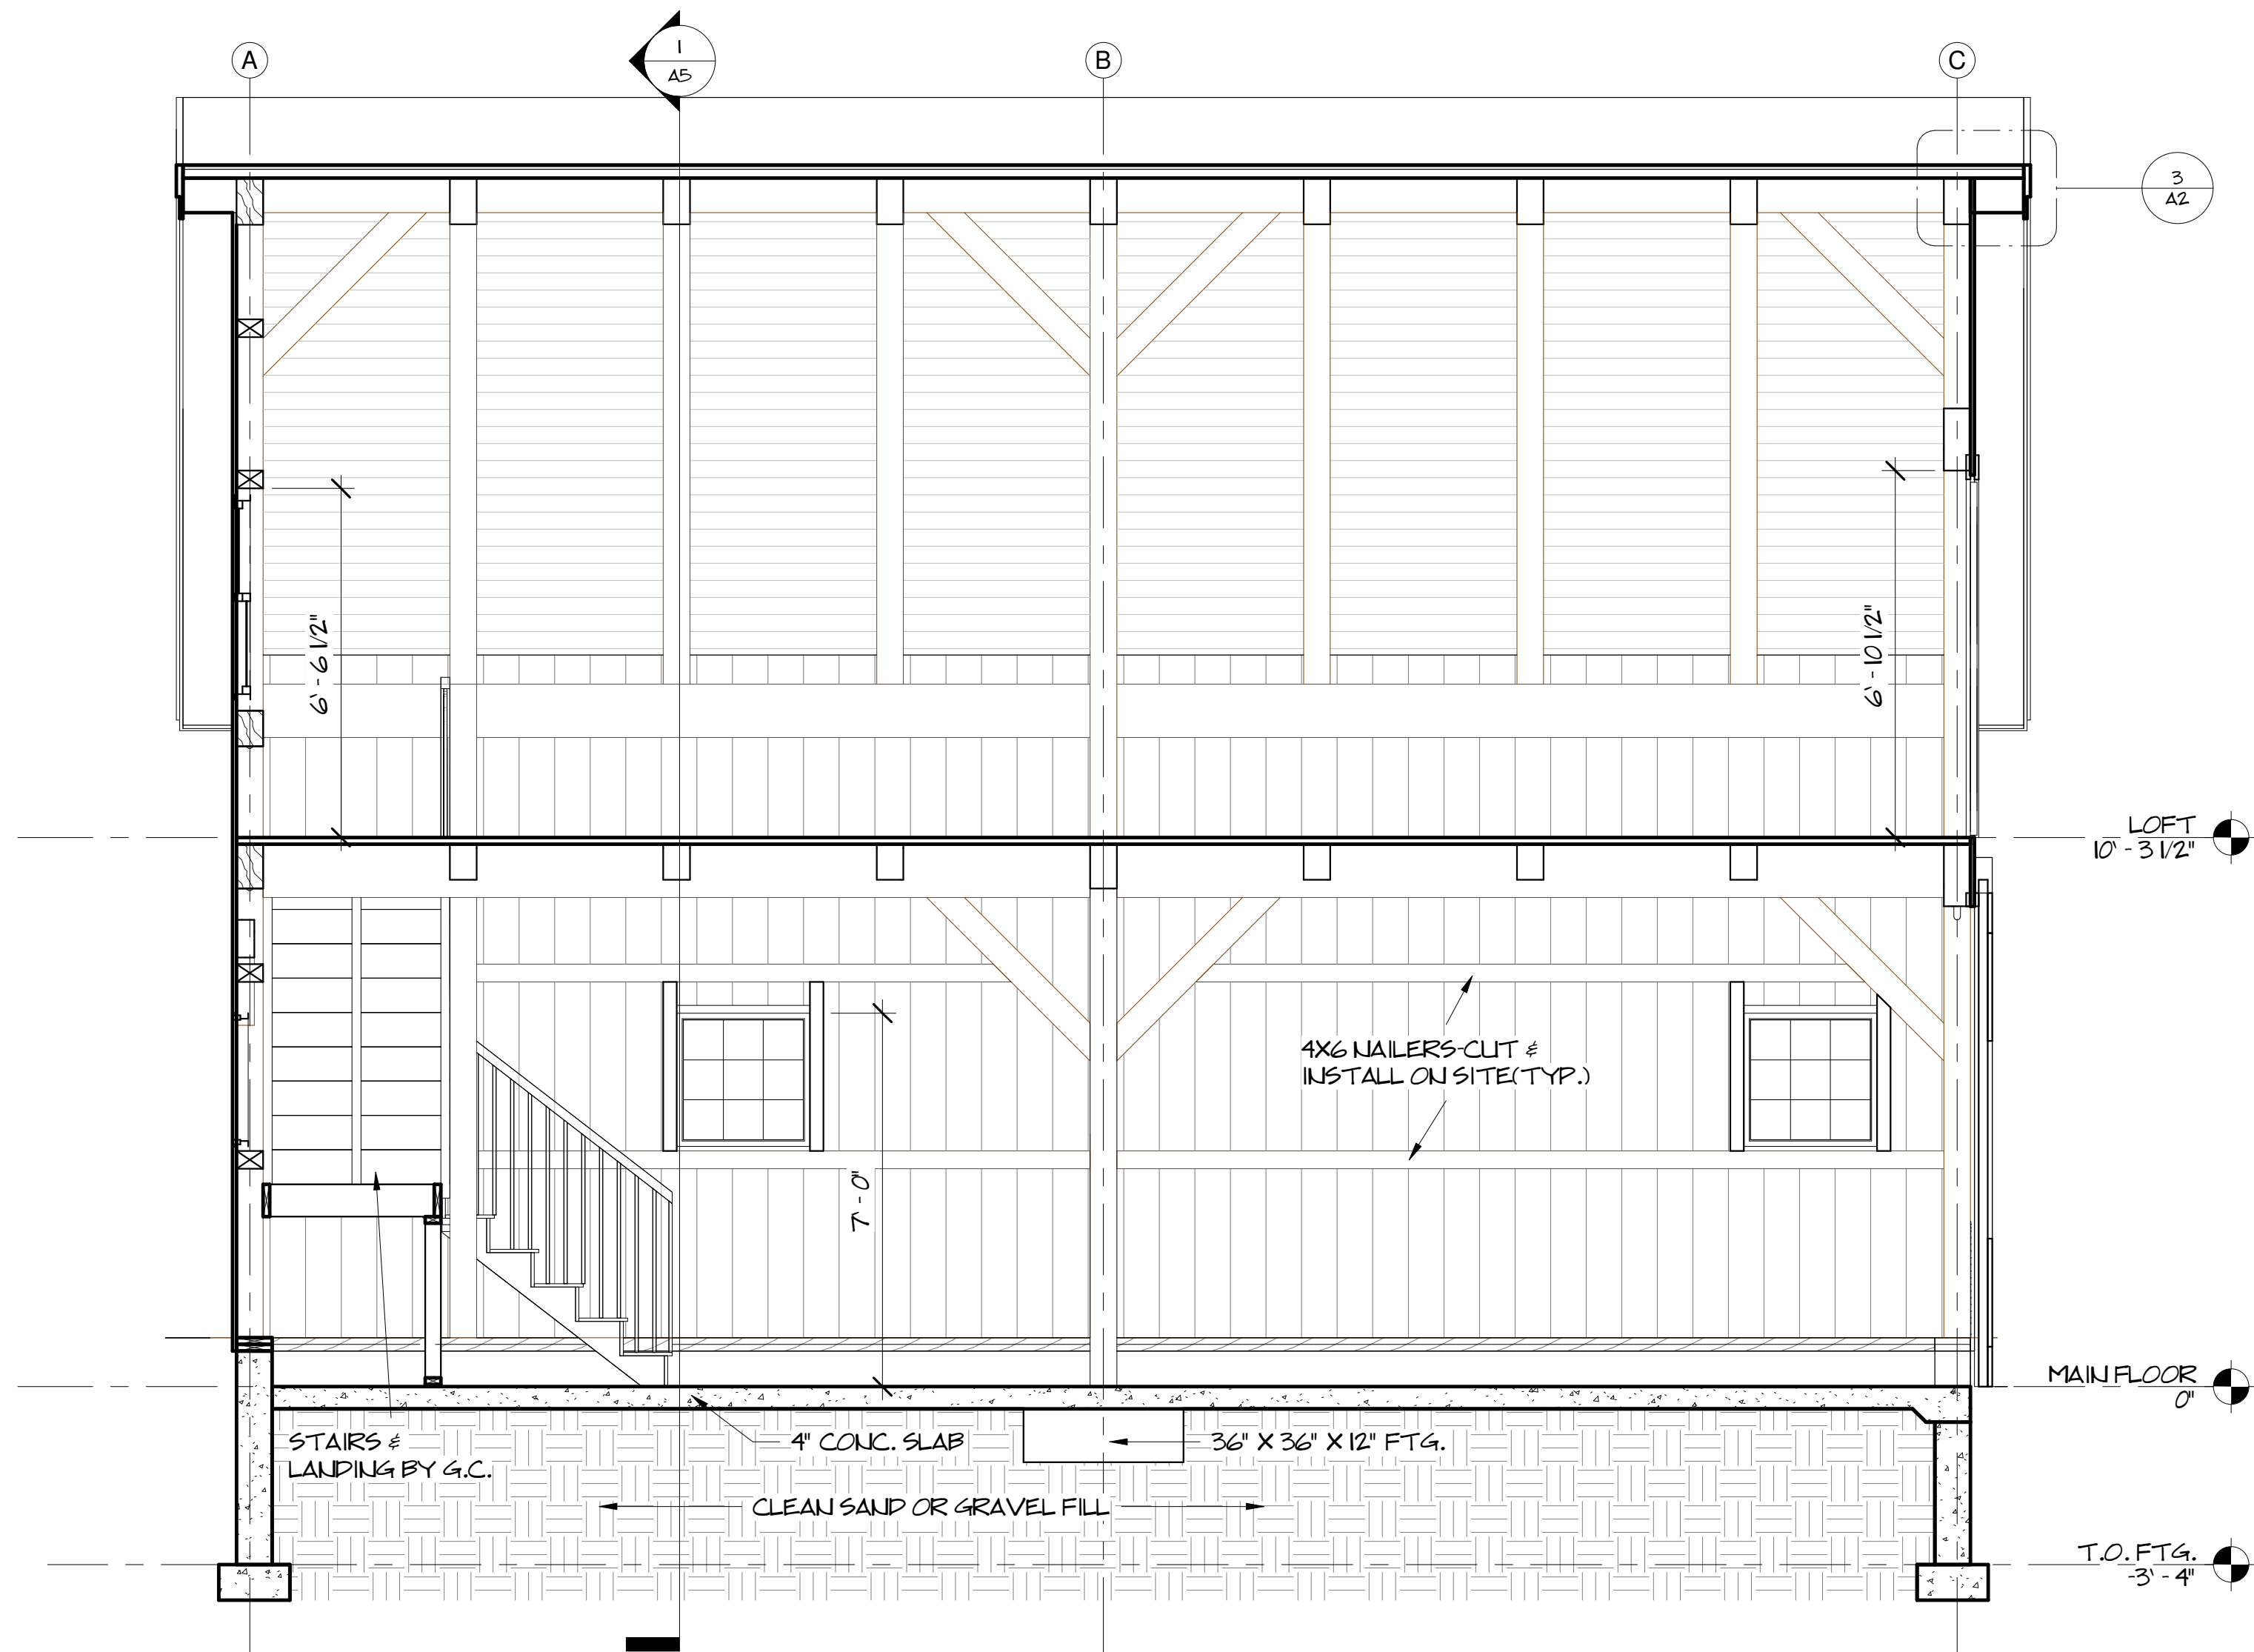 A
1
A5
B
C
3
A2
6' - 6 1/2"
6' - 10 1/2"
LOFT
10' - 3 1/2"
4X6 NAILERS-CUT &
INSTALL ON SITE(TYP.)
7' - 0"
MAIN FLOOR
0"
STAIRS &
LANDING BY G.C.
4" CONC. SLAB
36" X 36" X 12" FTG.
CLEAN SAND OR GRAVEL FILL
T.O. FTG.
-3' - 4"